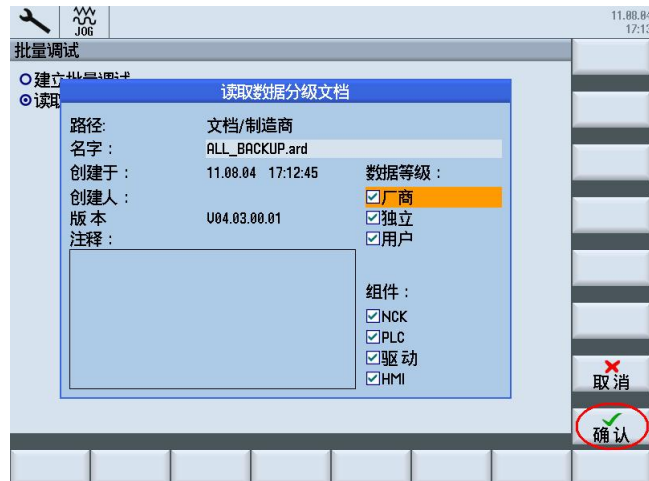 JOG
11.08.04
17:13
批量调试
建立批量调试
读取
读取数据分级文档
路径: 文档/制造商
名字： ALL_BACKUP.ard
创建于： 11.08.04 17:12:45 数据等级：
创建人： 厂商
版本 V04.03.00.01 独立
注释： 用户
组件：
NCK
PLC
驱动
HMI
取消
确认